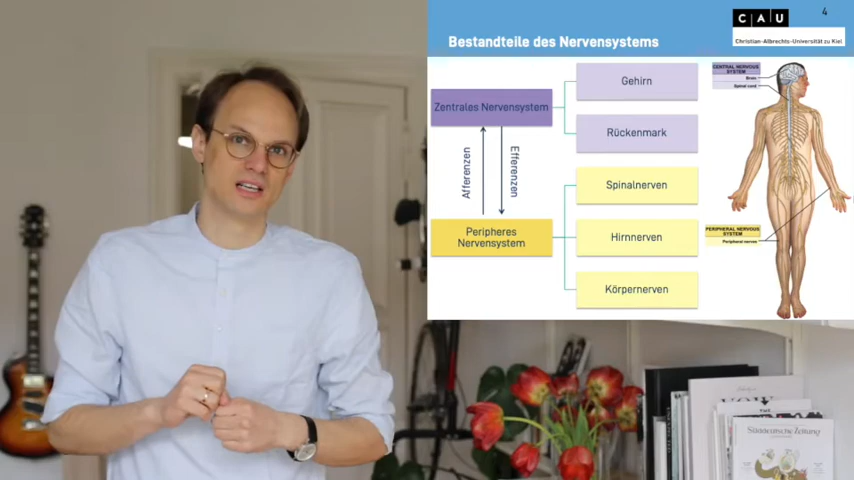 4
CAU
Christian-Albrechts-Universität zu Kiel
Bestandteile des Nervensystems
Zentrales Nervensystem
Gehirn
Rückenmark
Afferenzen
Efferenzen
Peripheres
Nervensystem
Spinalnerven
Hirnnerven
Körpernerven
CENTRAL NERVOUS
SYSTEM
Brain
Spinal cord
PERIPHERAL NERVOUS
SYSTEM
Peripheral nerves
Süddeutsche Zeitung